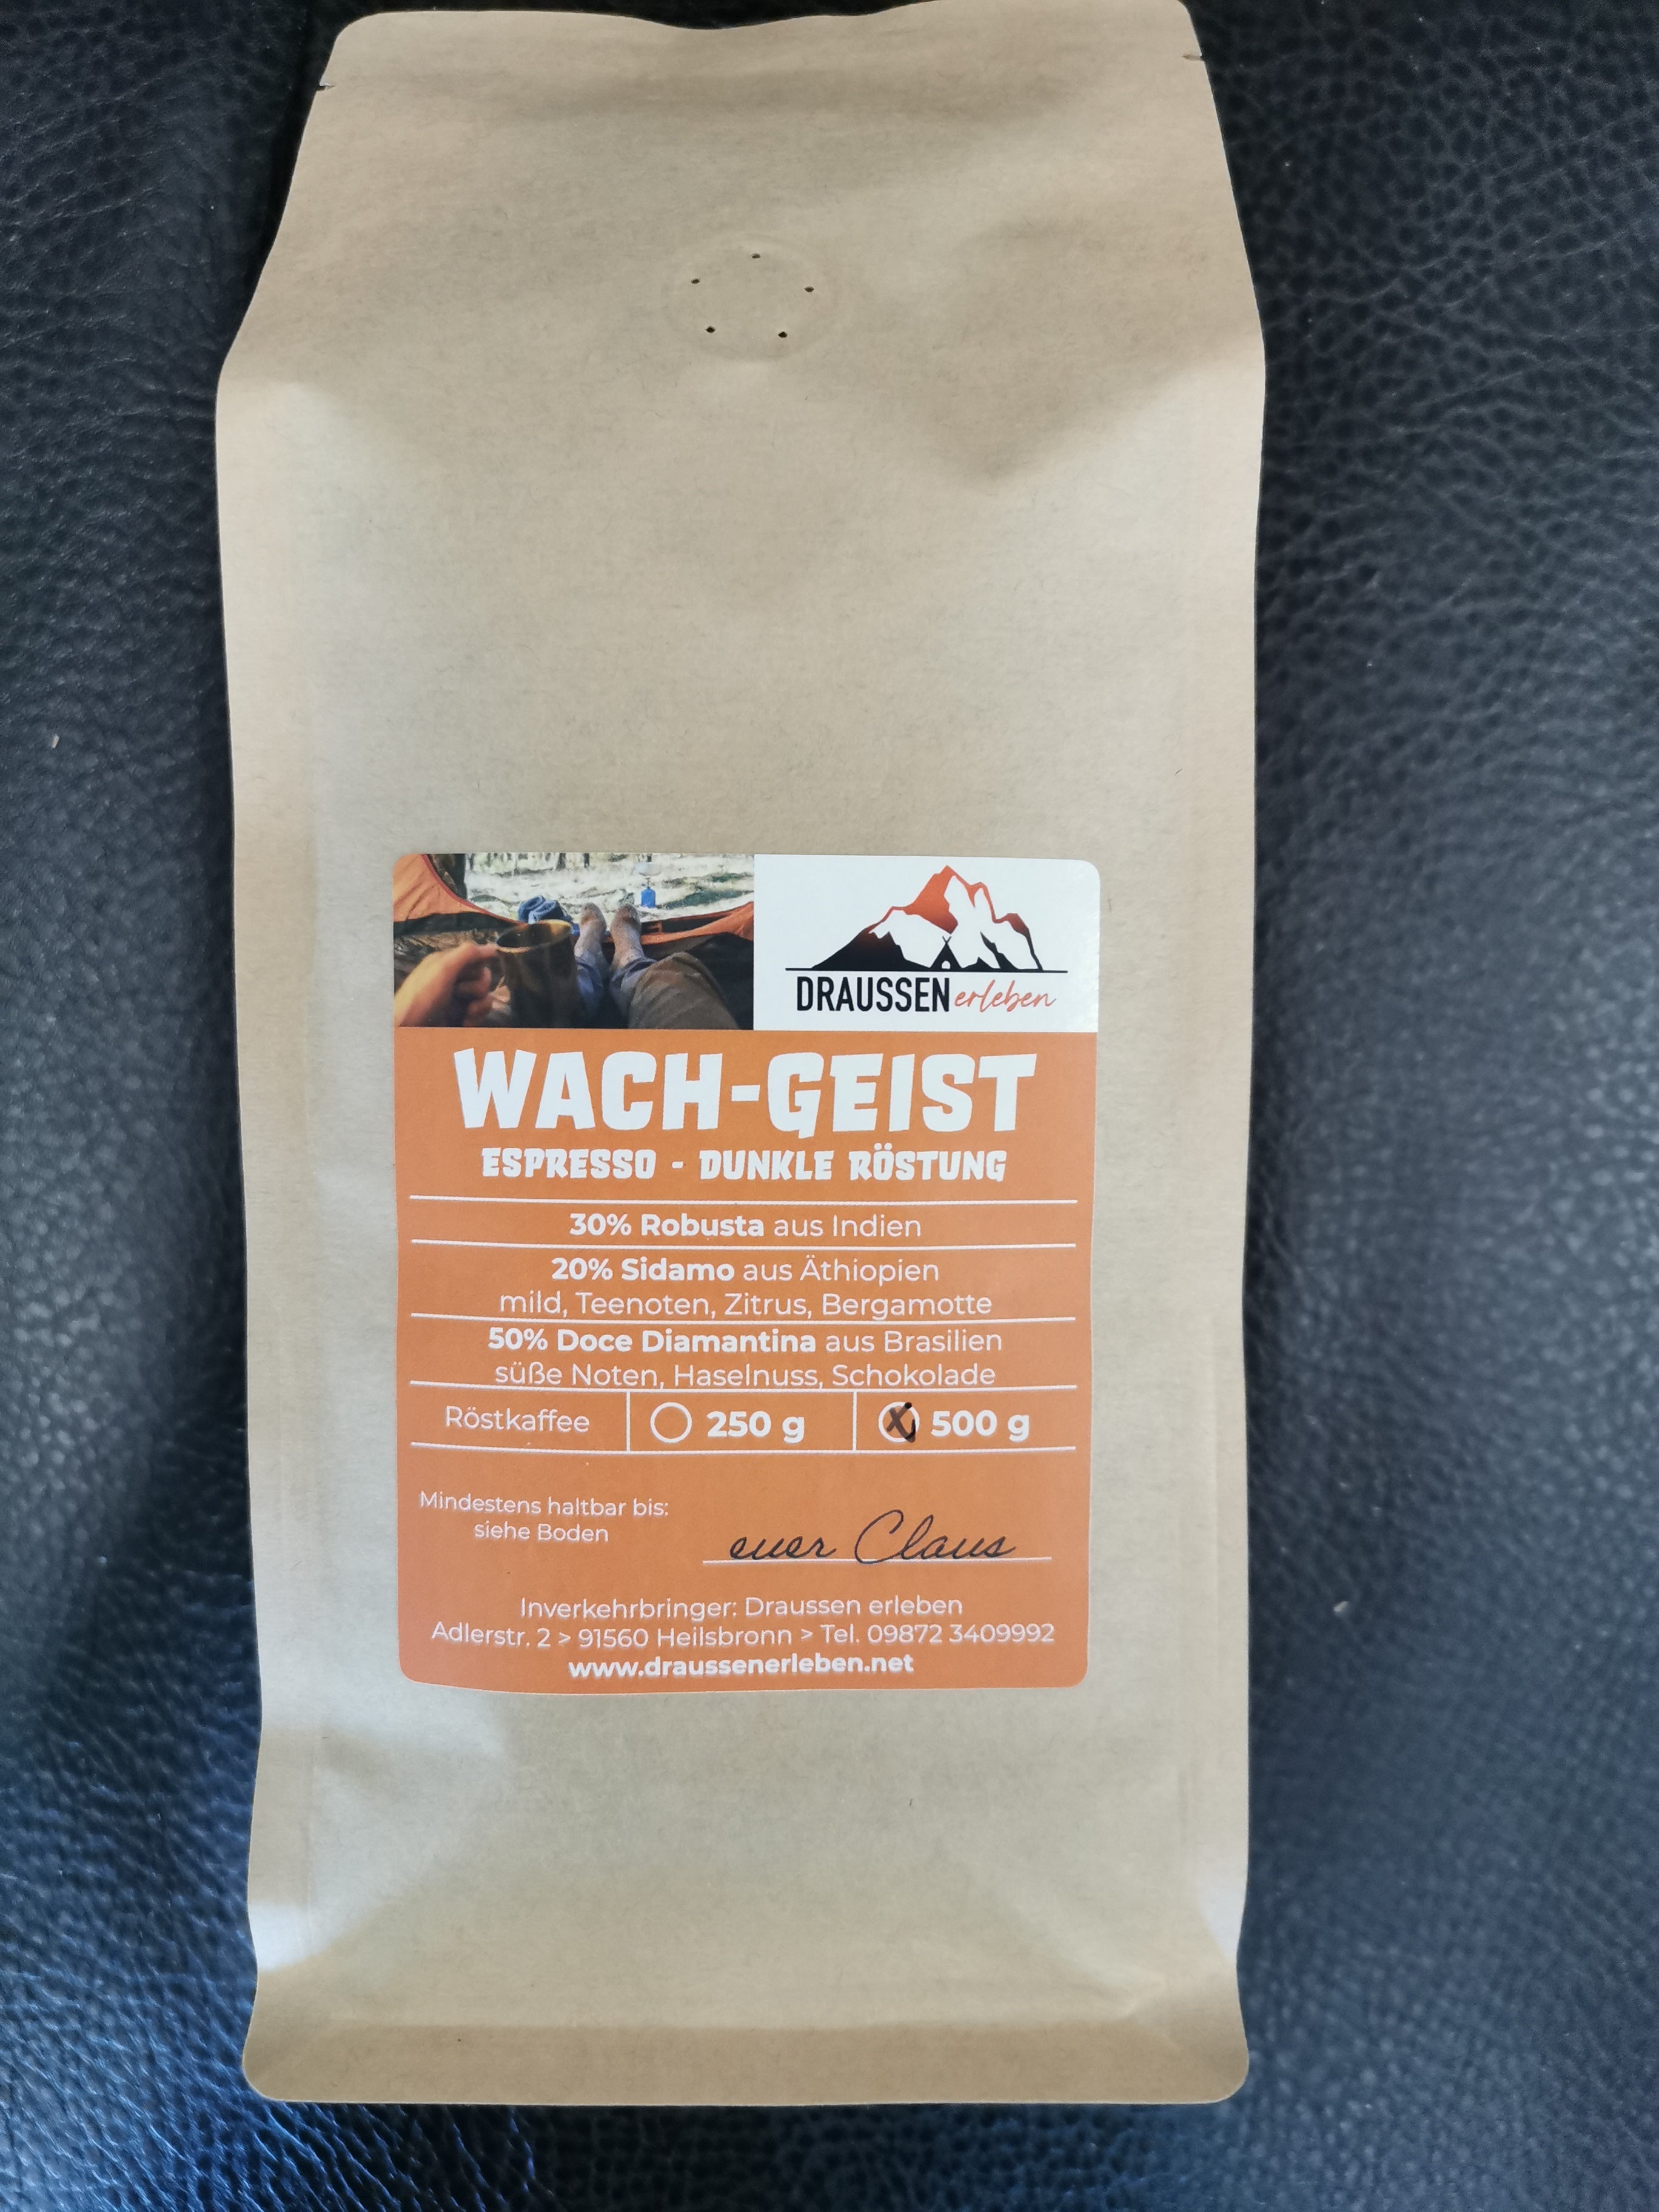 DRAUSSEN erleben
WACH-GEIST
ESPRESSO - DUNKLE RÖSTUNG
30% Robusta aus Indien
20% Sidamo aus Äthiopien
mild, Teenoten, Zitrus, Bergamotte
50% Doce Diamantina aus Brasilien
süße Noten, Haselnuss, Schokolade
Röstkaffee 250 g 500 g
Mindestens haltbar bis:
siehe Boden
euer Claus
Inverkehrbringer: Draussen erleben
Adlerstr. 2 > 91560 Heilsbronn > Tel. 09872 3409992
www.draussenerleben.net